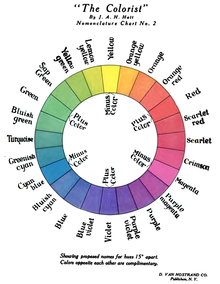 "The Colorist"
By J. A. H. Hatt
Nomenclature Chart No. 2
Yellow
Lemon yellow
Orange yellow
Orange
Orange red
Red
Scarlet red
Scarlet
Crimson
Magenta
Purple magenta
Purple
Purple violet
Violet
Blue violet
Blue
Bluish cyan
Cyan blue
Greenish cyan
Turquoise
Bluish green
Green
Sap Green
Yellow green
Minus Color
Plus Color
Minus Color
Plus Color
Minus Color
Plus Color
Showing proposed names for hues 15° apart.
Colors opposite each other are complimentary.
D. VAN NOSTRAND CO.
Publishers, N. Y.